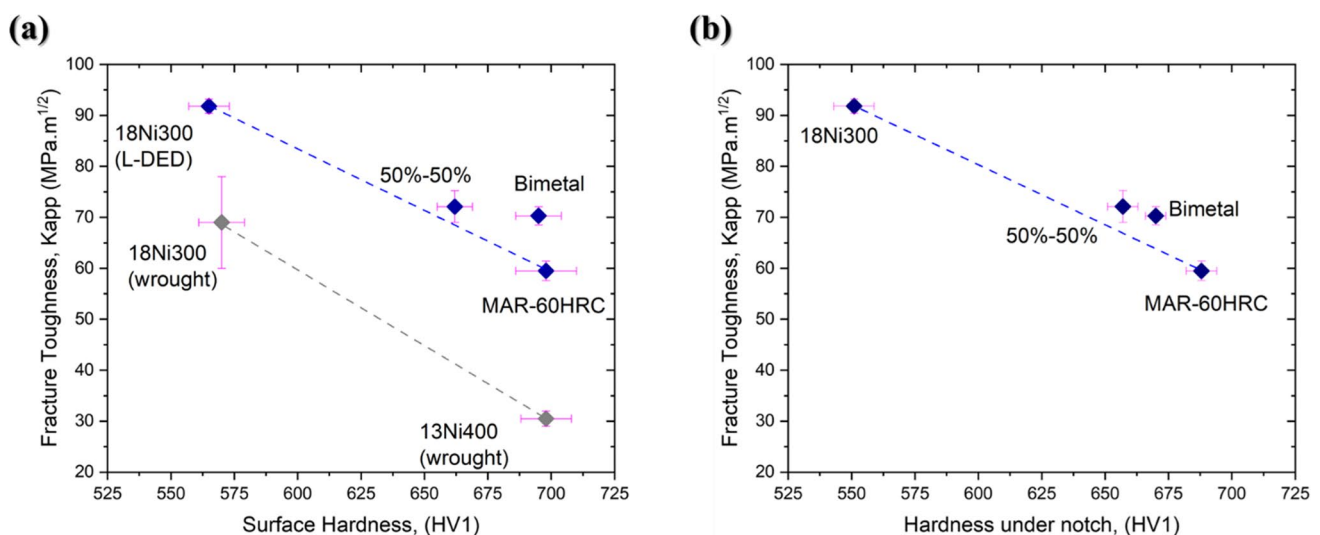 (a)
100
90
80
70
60
50
40
30
20
Fracture Toughness, Kapp (MPa.m1/2)
18Ni300
(L-DED)
50%-50%
Bimetal
18Ni300
(wrought)
MAR-60HRC
13Ni400
(wrought)
525 550 575 600 625 650 675 700 725
Surface Hardness, (HV1)
(b)
100
90
80
70
60
50
40
30
20
Fracture Toughness, Kapp (MPa.m1/2)
18Ni300
Bimetal
50%-50%
MAR-60HRC
525 550 575 600 625 650 675 700 725
Hardness under notch, (HV1)